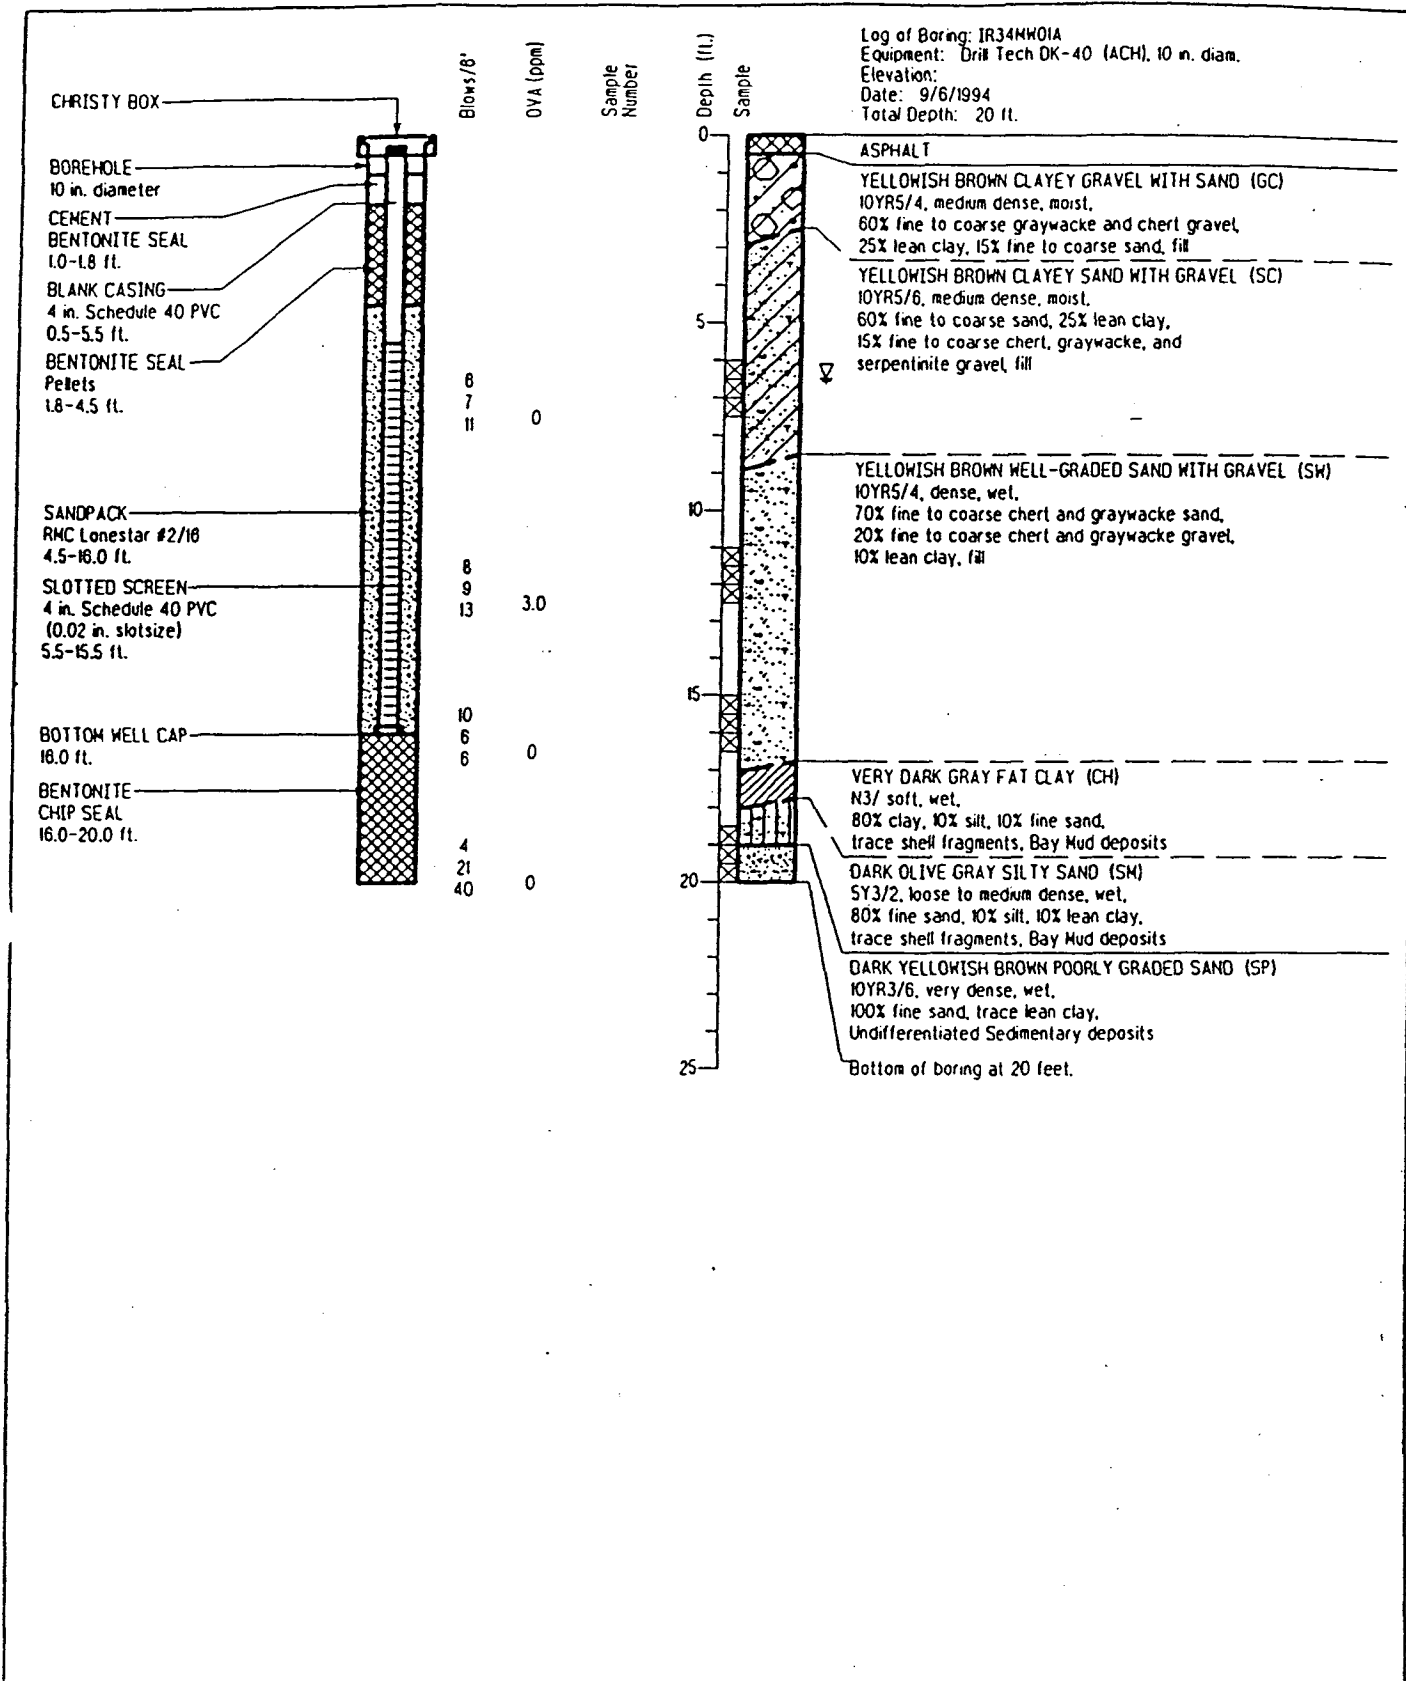 Log of Boring: IR34MW01A
Equipment: Drill Tech DK-40 (ACH), 10 in. diam.
Elevation:
Date: 9/6/1994
Total Depth: 20 ft.
Blows/6"
OVA (ppm)
Sample
Number
Depth (ft.)
Sample
CHRISTY BOX
BOREHOLE
10 in. diameter
CEMENT
BENTONITE SEAL
1.0-1.8 ft.
BLANK CASING
4 in. Schedule 40 PVC
0.5-5.5 ft.
BENTONITE SEAL
Pellets
1.8-4.5 ft.
SANDPACK
RMC Lonestar #2/16
4.5-16.0 ft.
SLOTTED SCREEN
4 in. Schedule 40 PVC
(0.02 in. slotsize)
5.5-15.5 ft.
BOTTOM WELL CAP
16.0 ft.
BENTONITE
CHIP SEAL
16.0-20.0 ft.
6
7
11
0
8
9
13
3.0
10
6
6
0
4
21
40
0
0
5
10
15
20
25
ASPHALT
YELLOWISH BROWN CLAYEY GRAVEL WITH SAND (GC)
10YR5/4, medium dense, moist,
60% fine to coarse graywacke and chert gravel,
25% lean clay, 15% fine to coarse sand, fill
YELLOWISH BROWN CLAYEY SAND WITH GRAVEL (SC)
10YR5/6, medium dense, moist,
60% fine to coarse sand, 25% lean clay,
15% fine to coarse chert, graywacke, and
serpentinite gravel, fill
YELLOWISH BROWN WELL-GRADED SAND WITH GRAVEL (SW)
10YR5/4, dense, wet,
70% fine to coarse chert and graywacke sand,
20% fine to coarse chert and graywacke gravel,
10% lean clay, fill
VERY DARK GRAY FAT CLAY (CH)
N3/ soft, wet,
80% clay, 10% silt, 10% fine sand,
trace shell fragments, Bay Mud deposits
DARK OLIVE GRAY SILTY SAND (SM)
5Y3/2, loose to medium dense, wet,
80% fine sand, 10% silt, 10% lean clay,
trace shell fragments, Bay Mud deposits
DARK YELLOWISH BROWN POORLY GRADED SAND (SP)
10YR3/6, very dense, wet,
100% fine sand, trace lean clay,
Undifferentiated Sedimentary deposits
Bottom of boring at 20 feet.